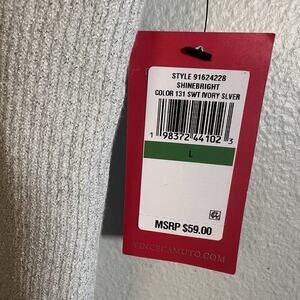 STYLE 91624228
SHINEBRIGHT
COLOR 131 SWT IVORY SLVER
1 98372 44102 3
L
MSRP $59.00
VINCECAMUTO.COM